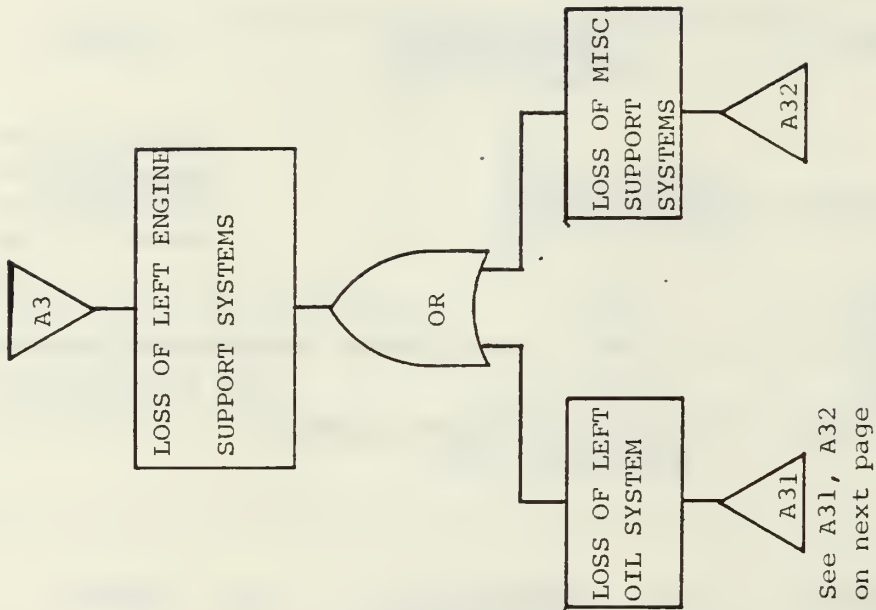 A3
LOSS OF LEFT ENGINE
SUPPORT SYSTEMS
OR
LOSS OF LEFT
OIL SYSTEM
LOSS OF MISC
SUPPORT
SYSTEMS
A31
A32
See A31, A32
on next page